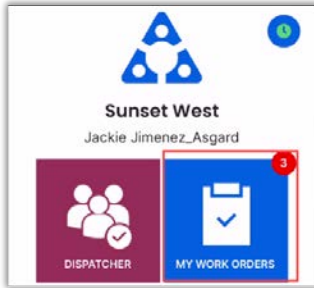 Sunset West
Jackie Jimenez_Asgard
3
DISPATCHER
MY WORK ORDERS